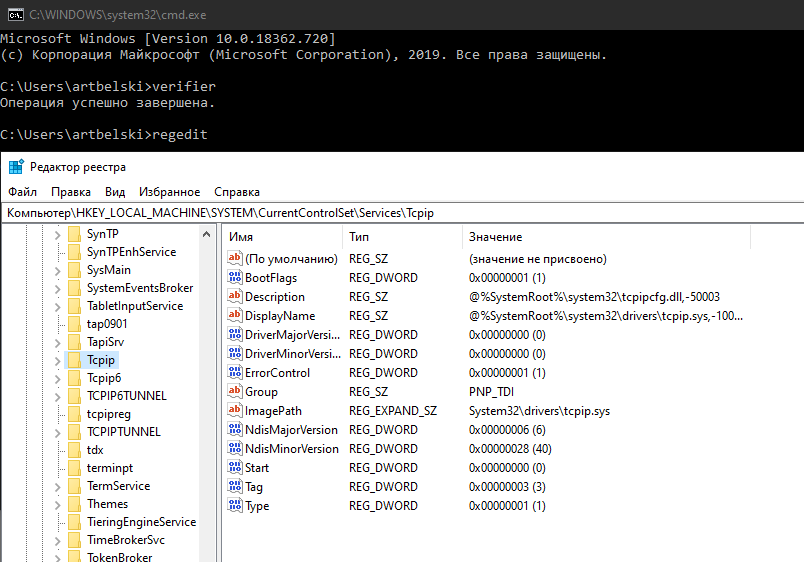 C:\WINDOWS\system32\cmd.exe
Microsoft Windows [Version 10.0.18362.720]
(c) Корпорация Майкрософт (Microsoft Corporation), 2019. Все права защищены.
C:\Users\artbelski>verifier
Операция успешно завершена.
C:\Users\artbelski>regedit
Редактор реестра
Файл Правка Вид Избранное Справка
Компьютер\HKEY_LOCAL_MACHINE\SYSTEM\CurrentControlSet\Services\Tcpip
SynTP
SynTPEnhService
SysMain
SystemEventsBroker
TabletInputService
tap0901
TapiSrv
Tcpip
Tcpip6
TCPIP6TUNNEL
tcpipreg
TCPIPTUNNEL
tdx
terminpt
TermService
Themes
TieringEngineService
TimeBrokerSvc
TokenBroker
Имя Тип Значение
(По умолчанию) REG_SZ (значение не присвоено)
BootFlags REG_DWORD 0x00000001 (1)
Description REG_SZ @%SystemRoot%\system32\tcpipcfg.dll,-50003
DisplayName REG_SZ @%SystemRoot%\system32\drivers\tcpip.sys,-100...
DriverMajorVersi... REG_DWORD 0x00000000 (0)
DriverMinorVersi... REG_DWORD 0x00000000 (0)
ErrorControl REG_DWORD 0x00000001 (1)
Group REG_SZ PNP_TDI
ImagePath REG_EXPAND_SZ System32\drivers\tcpip.sys
NdisMajorVersion REG_DWORD 0x00000006 (6)
NdisMinorVersion REG_DWORD 0x00000028 (40)
Start REG_DWORD 0x00000000 (0)
Tag REG_DWORD 0x00000003 (3)
Type REG_DWORD 0x00000001 (1)